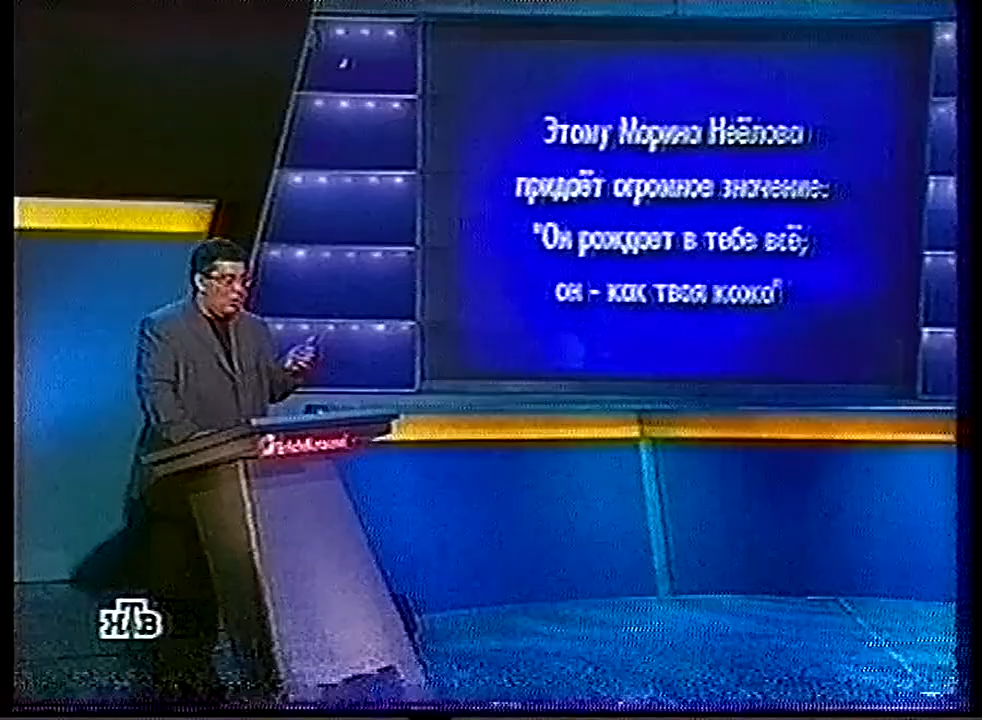 Этому Марина Неёлова
придаёт огромное значение:
"Он рождает в тебе всё,
он - как твоя кожа"
НТВ